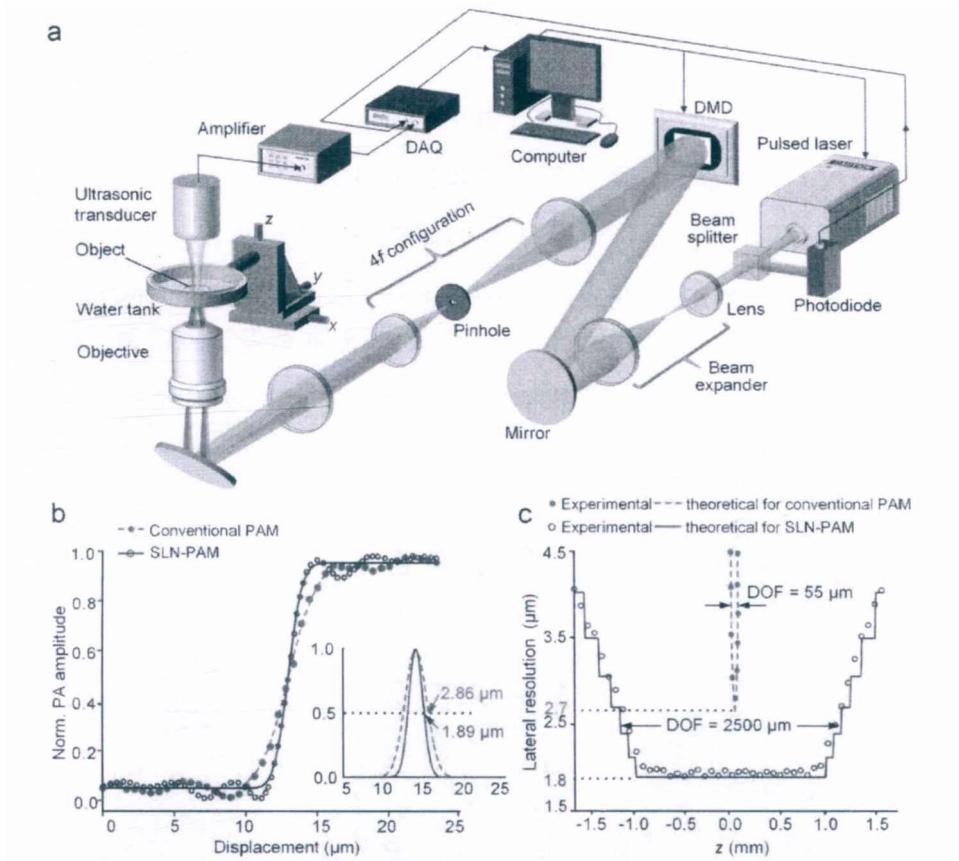 a
DMD
Amplifier
DAQ
Computer
Pulsed laser
Ultrasonic
transducer
Object
Water tank
Objective
z
y
x
4f configuration
Pinhole
Beam
splitter
Lens
Photodiode
Beam
expander
Mirror
b
Conventional PAM
SLN-PAM
Norm. PA amplitude
1.0
0.8
0.6
0.4
0.2
0.0
0
5
10
15
20
25
Displacement (µm)
1.0
0.5
0.0
5
10
15
20
25
2.86 µm
1.89 µm
c
Experimental theoretical for conventional PAM
Experimental theoretical for SLN-PAM
Lateral resolution (µm)
4.5
3.5
2.7
2.5
1.8
1.5
DOF = 55 µm
DOF = 2500 µm
-1.5
-1.0
-0.5
0.0
0.5
1.0
1.5
z (mm)